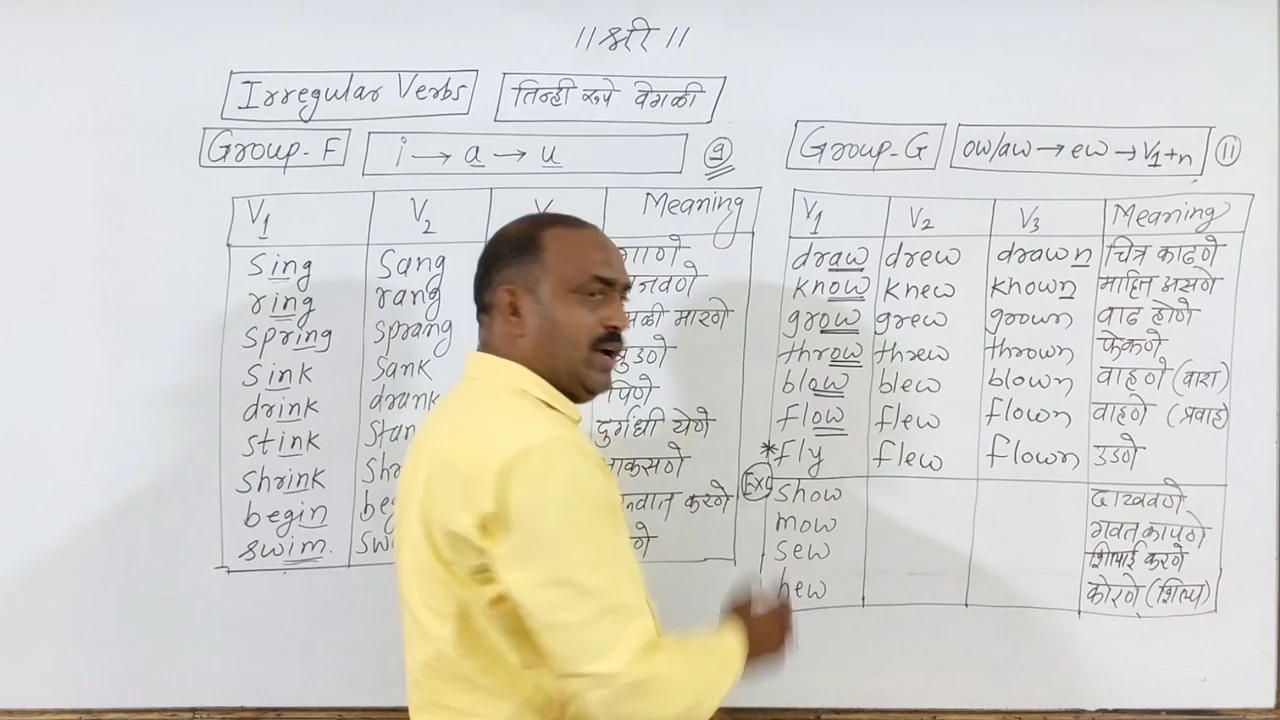 ॥ श्री ॥
Irregular Verbs तिन्ही रूपे वेगळी
Group-F i → a → u ९
V1 V2 Meaning
Sing Sang
ring rang
spring sprang मारणे
Sink Sank
drink drank पिणे
stink दुर्गंधी येणे
shrink
begin करणे
swim.
Group-G ow/aw → ew → V1+n 11
V1 V2 V3 Meaning
draw drew drawn चित्र काढणे
know knew known माहित असणे
grow grew grown वाढ होणे
throw threw thrown फेकणे
blow blew blown वाहणे (वारा)
flow flew flown वाहणे (प्रवाह)
*Fly flew flown उडणे
Exc show दाखवणे
mow गवत कापणे
sew शिलाई करणे
hew कोरणे (शिल्प)